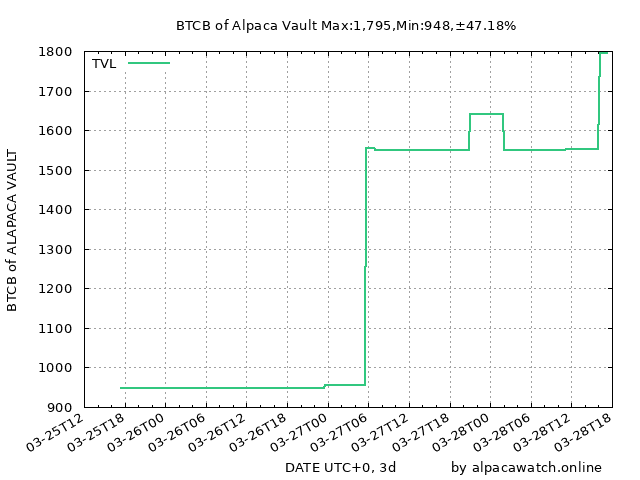 BTCB of Alpaca Vault Max:1,795,Min:948,±47.18%
TVL
1800
1700
1600
1500
1400
1300
1200
1100
1000
900
BTCB of ALAPACA VAULT
03-25T12
03-25T18
03-26T00
03-26T06
03-26T12
03-26T18
03-27T00
03-27T06
03-27T12
03-27T18
03-28T00
03-28T06
03-28T12
03-28T18
DATE UTC+0, 3d
by alpacawatch.online